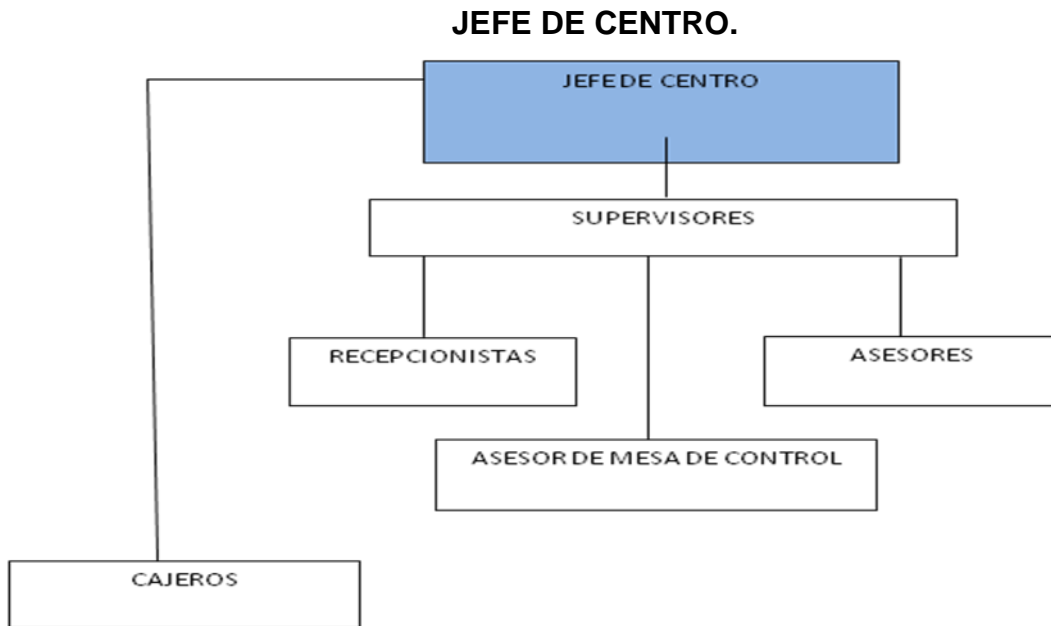 JEFE DE CENTRO.
JEFE DE CENTRO
SUPERVISORES
RECEPCIONISTAS
ASESORES
ASESOR DE MESA DE CONTROL
CAJEROS